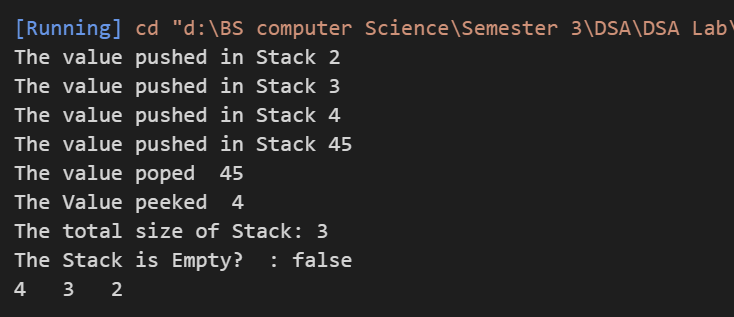 [Running] cd "d:\BS computer Science\Semester 3\DSA\DSA Lab\
The value pushed in Stack 2
The value pushed in Stack 3
The value pushed in Stack 4
The value pushed in Stack 45
The value poped  45
The Value peeked  4
The total size of Stack: 3
The Stack is Empty?  : false
4   3   2